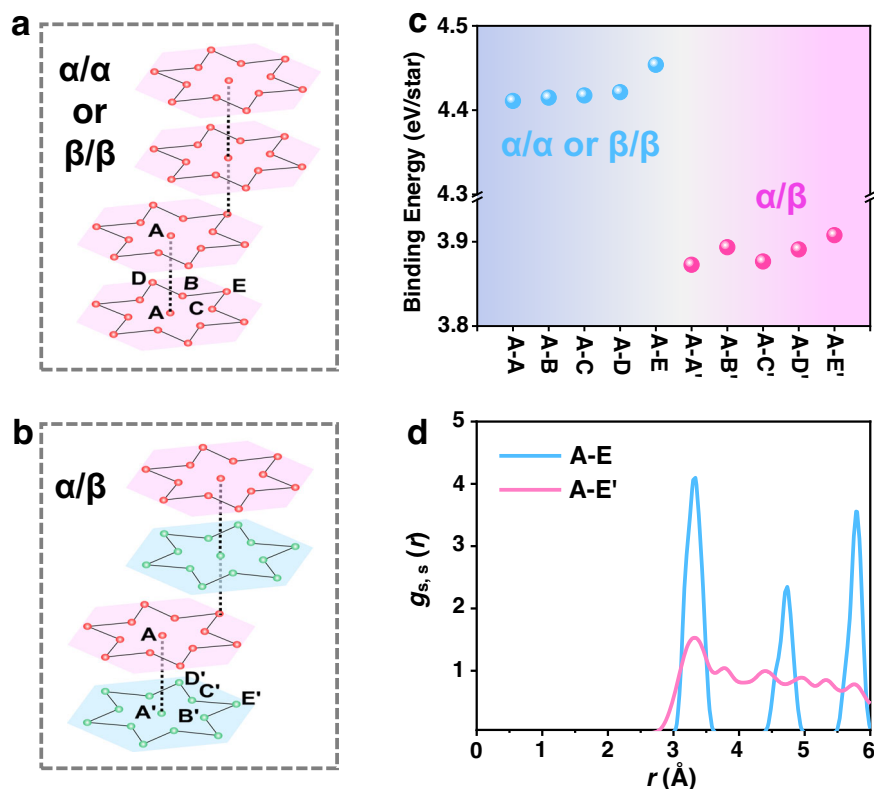 a
α/α
or
β/β
A
D
B
E
A
C
b
α/β
A
D'
C'
E'
A'
B'
c
Binding Energy (eV/star)
4.5
4.4
4.3
3.9
3.8
α/α or β/β
α/β
A-A
A-B
A-C
A-D
A-E
A-A'
A-B'
A-C'
A-D'
A-E'
d
A-E
A-E'
gs, s (r)
5
4
3
2
1
0 1 2 3 4 5 6
r (Å)